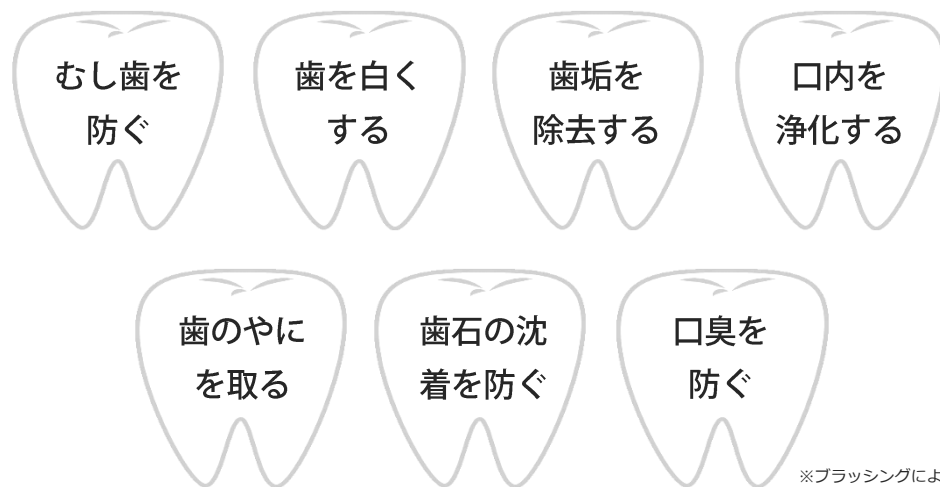 むし歯を
防ぐ
歯を白く
する
歯垢を
除去する
口内を
浄化する
歯のやに
を取る
歯石の沈
着を防ぐ
口臭を
防ぐ
※ブラッシングによ